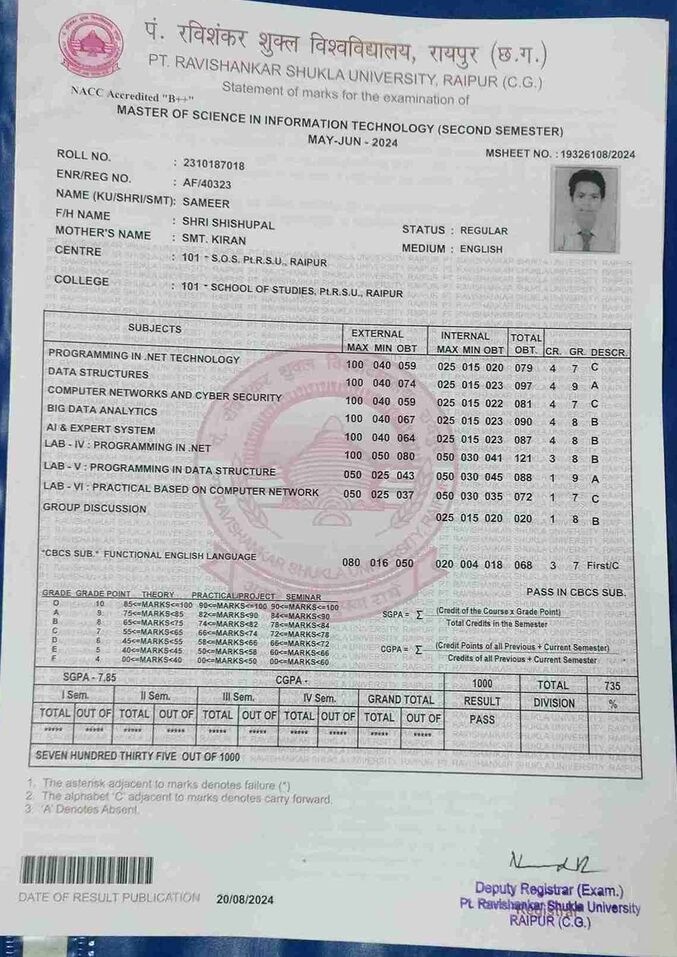 पं. रविशंकर शुक्ल विश्वविद्यालय, रायपुर (छ.ग.)
PT. RAVISHANKAR SHUKLA UNIVERSITY, RAIPUR (C.G.)
NACC Accredited "B++"
Statement of marks for the examination of
MASTER OF SCIENCE IN INFORMATION TECHNOLOGY (SECOND SEMESTER)
MAY-JUN - 2024
MSHEET NO. : 19326108/2024
ROLL NO. : 2310187018
ENR/REG NO. : AF/40323
NAME (KU/SHRI/SMT): SAMEER
F/H NAME : SHRI SHISHUPAL STATUS : REGULAR
MOTHER'S NAME : SMT. KIRAN MEDIUM : ENGLISH
CENTRE : 101 - S.O.S. Pt.R.S.U., RAIPUR
COLLEGE : 101 - SCHOOL OF STUDIES, Pt.R.S.U., RAIPUR
SUBJECTS EXTERNAL INTERNAL TOTAL
MAX MIN OBT MAX MIN OBT OBT. CR. GR. DESCR.
PROGRAMMING IN .NET TECHNOLOGY 100 040 059 025 015 020 079 4 7 C
DATA STRUCTURES 100 040 074 025 015 023 097 4 9 A
COMPUTER NETWORKS AND CYBER SECURITY 100 040 059 025 015 022 081 4 7 C
BIG DATA ANALYTICS 100 040 067 025 015 023 090 4 8 B
AI & EXPERT SYSTEM 100 040 064 025 015 023 087 4 8 B
LAB - IV : PROGRAMMING IN .NET 100 050 080 050 030 041 121 3 8 B
LAB - V : PROGRAMMING IN DATA STRUCTURE 050 025 043 050 030 045 088 1 9 A
LAB - VI : PRACTICAL BASED ON COMPUTER NETWORK 050 025 037 050 030 035 072 1 7 C
GROUP DISCUSSION 025 015 020 020 1 8 B
"CBCS SUB." FUNCTIONAL ENGLISH LANGUAGE 080 016 050 020 004 018 068 3 7 First/C
PASS IN CBCS SUB.
GRADE GRADE POINT THEORY PRACTICAL/PROJECT SEMINAR
O 10 85<=MARKS<=100 90<=MARKS<=100 90<=MARKS<=100
A 9 75<=MARKS<85 82<=MARKS<90 84<=MARKS<90
B 8 65<=MARKS<75 74<=MARKS<82 78<=MARKS<84
C 7 55<=MARKS<65 66<=MARKS<74 72<=MARKS<78
D 6 45<=MARKS<55 58<=MARKS<66 66<=MARKS<72
E 5 40<=MARKS<45 50<=MARKS<58 60<=MARKS<66
F 4 00<=MARKS<40 00<=MARKS<50 00<=MARKS<60
SGPA = Σ (Credit of the Course x Grade Point)
Total Credits in the Semester
CGPA = Σ (Credit Points of all Previous + Current Semester)
Credits of all Previous + Current Semester
SGPA - 7.85 CGPA - 1000 TOTAL 735
I Sem. II Sem. III Sem. IV Sem. GRAND TOTAL RESULT DIVISION %
TOTAL OUT OF TOTAL OUT OF TOTAL OUT OF TOTAL OUT OF TOTAL OUT OF PASS
***** ***** ***** ***** ***** ***** ***** ***** ***** *****
SEVEN HUNDRED THIRTY FIVE OUT OF 1000
1. The asterisk adjacent to marks denotes failure (*)
2. The alphabet 'C' adjacent to marks denotes carry forward.
3. 'A' Denotes Absent.
DATE OF RESULT PUBLICATION 20/08/2024
Deputy Registrar (Exam.)
Pt. Ravishankar Shukla University
Registrar
RAIPUR (C.G.)